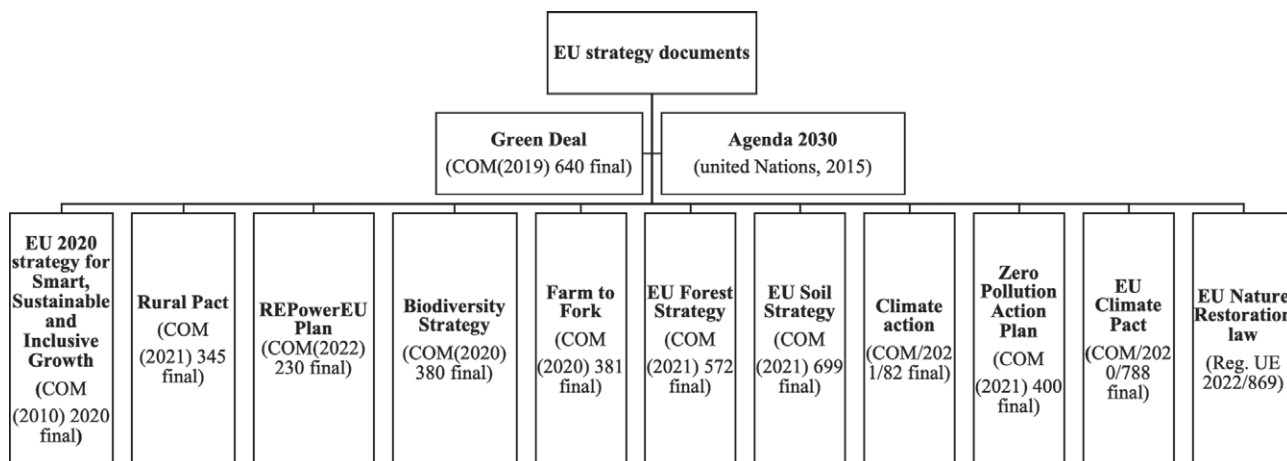 EU strategy documents
Green Deal
(COM(2019) 640 final)
Agenda 2030
(united Nations, 2015)
EU 2020
strategy for
Smart,
Sustainable
and
Inclusive
Growth
(COM
(2010) 2020
final)
Rural Pact
(COM
(2021) 345
final)
REPowerEU
Plan
(COM(2022)
230 final)
Biodiversity
Strategy
(COM(2020)
380 final)
Farm to
Fork
(COM
(2020) 381
final)
EU Forest
Strategy
(COM
(2021) 572
final)
EU Soil
Strategy
(COM
(2021) 699
final)
Climate
action
(COM/202
1/82 final)
Zero
Pollution
Action
Plan
(COM
(2021) 400
final)
EU
Climate
Pact
(COM/202
0/788
final)
EU Nature
Restoration
law
(Reg. UE
2022/869)